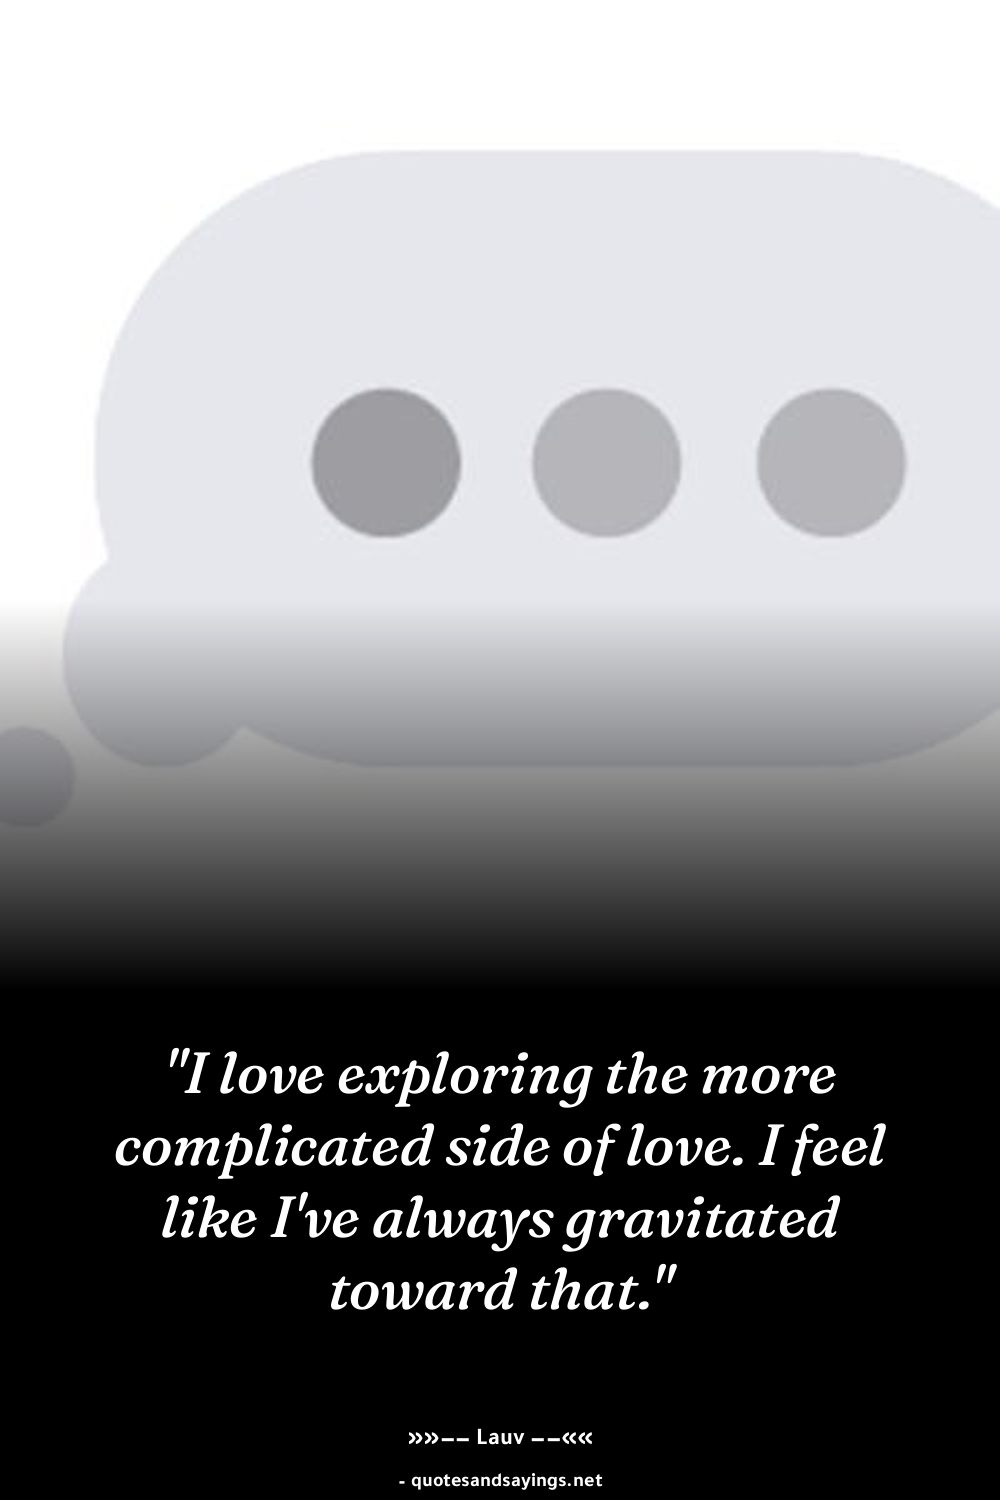 "I love exploring the more
complicated side of love. I feel
like I've always gravitated
toward that."
»»–– Lauv ––««
- quotesandsayings.net